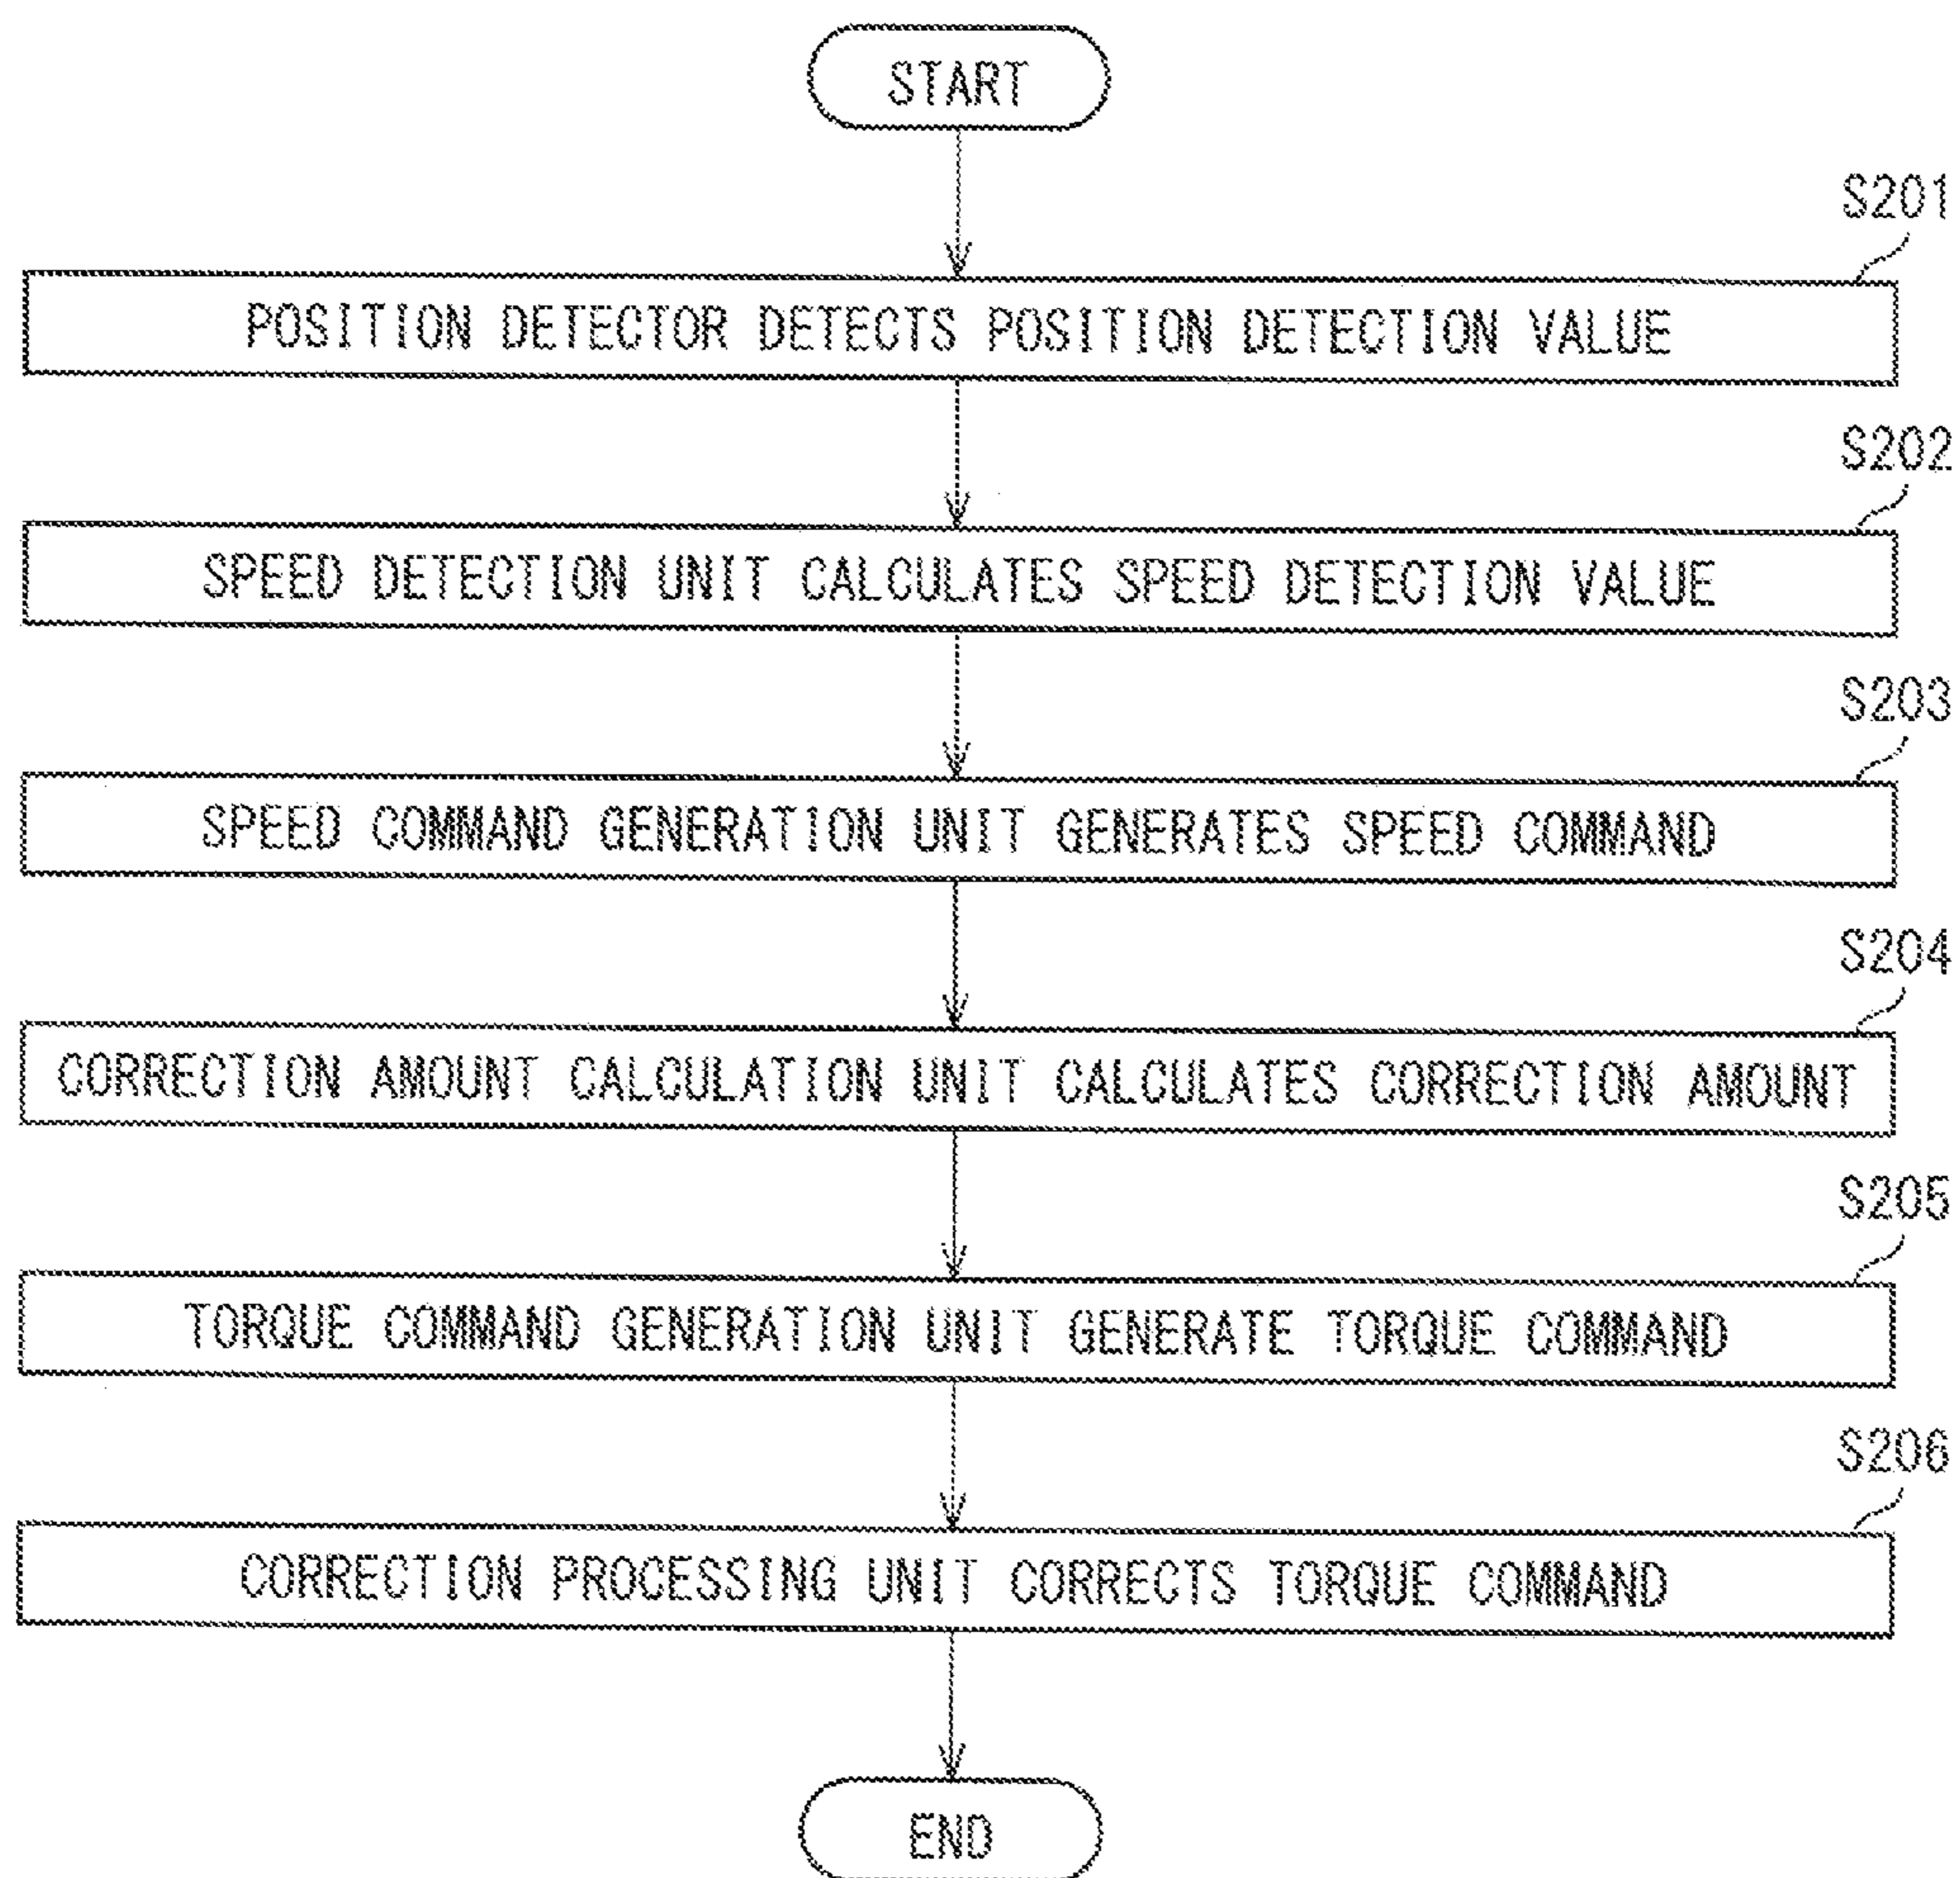 START
S201
POSITION DETECTOR DETECTS POSITION DETECTION VALUE
S202
SPEED DETECTION UNIT CALCULATES SPEED DETECTION VALUE
S203
SPEED COMMAND GENERATION UNIT GENERATES SPEED COMMAND
S204
CORRECTION AMOUNT CALCULATION UNIT CALCULATES CORRECTION AMOUNT
S205
TORQUE COMMAND GENERATION UNIT GENERATE TORQUE COMMAND
S206
CORRECTION PROCESSING UNIT CORRECTS TORQUE COMMAND
END